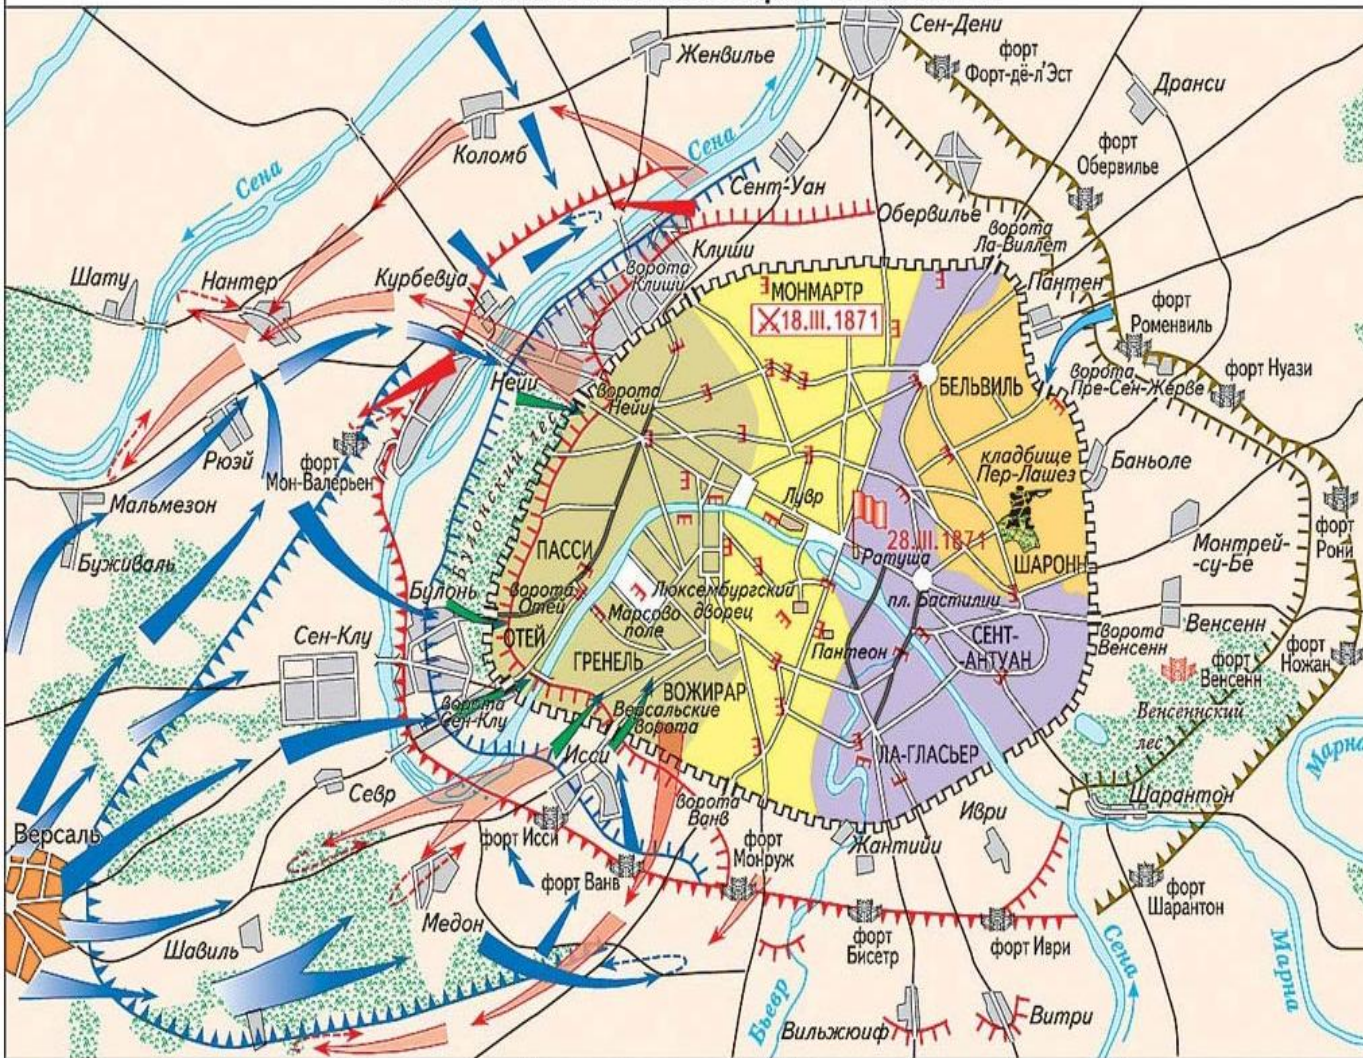 Сен-Дени
форт
Форт-дё-л'Эст
Женвилье
Дранси
Коломб
Сена
форт
Обервилье
Сена
Сент-Уан
Обервилье
ворота
Ла-Виллет
Клиши
ворота
Клиши
Шату
Нантер
Курбевуа
Пантен
МОНМАРТР
18.III.1871
форт
Роменвиль
ворота
Пре-Сен-Жерве
форт Нуази
Нейи
ворота
Нейи
БЕЛЬВИЛЬ
Рюэй
форт
Мон-Валерьен
Булонский лес
кладбище
Пер-Лашез
Баньоле
Мальмезон
Лувр
28.III.1871
Ратуша
форт
Рони
Буживаль
ПАССИ
ШАРОНН
Монтрей-
-су-Бе
Булонь
ворота
Отей
Марсово
поле
Люксембургский
дворец
пл. Бастилии
Сен-Клу
ОТЕЙ
ГРЕНЕЛЬ
Пантеон
СЕНТ-
-АНТУАН
ворота
Венсенн
Венсенн
форт
Венсенн
форт
Ножан
ворота
Сен-Клу
ВОЖИРАР
Версальские
ворота
Венсеннский
лес
Исси
ЛА-ГЛАСЬЕР
Марна
Севр
ворота
Ванв
Иври
Шарантон
Версаль
форт Исси
форт
Монруж
Жантийи
форт Ванв
форт
Шарантон
Медон
Шавиль
форт
Бисетр
форт Иври
Сена
Марна
Бьевр
Вильжюиф
Витри